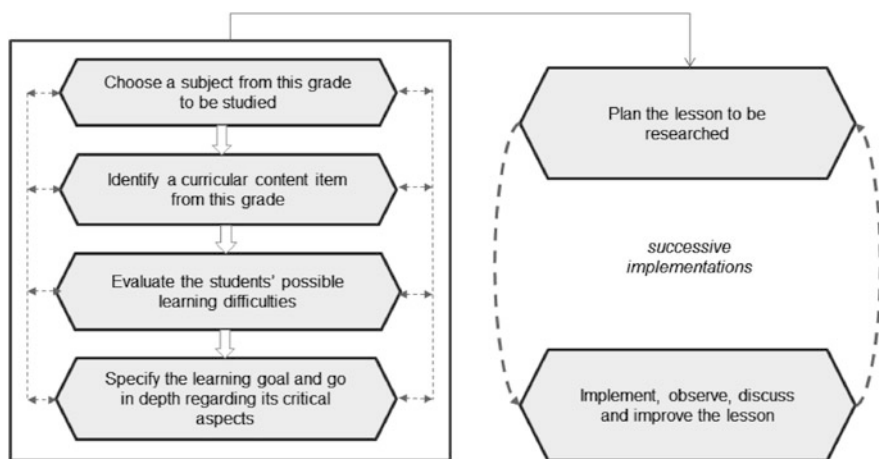 Choose a subject from this grade
to be studied
Identify a curricular content item
from this grade
Evaluate the students' possible
learning difficulties
Specify the learning goal and go
in depth regarding its critical
aspects
Plan the lesson to be
researched
successive
implementations
Implement, observe, discuss
and improve the lesson